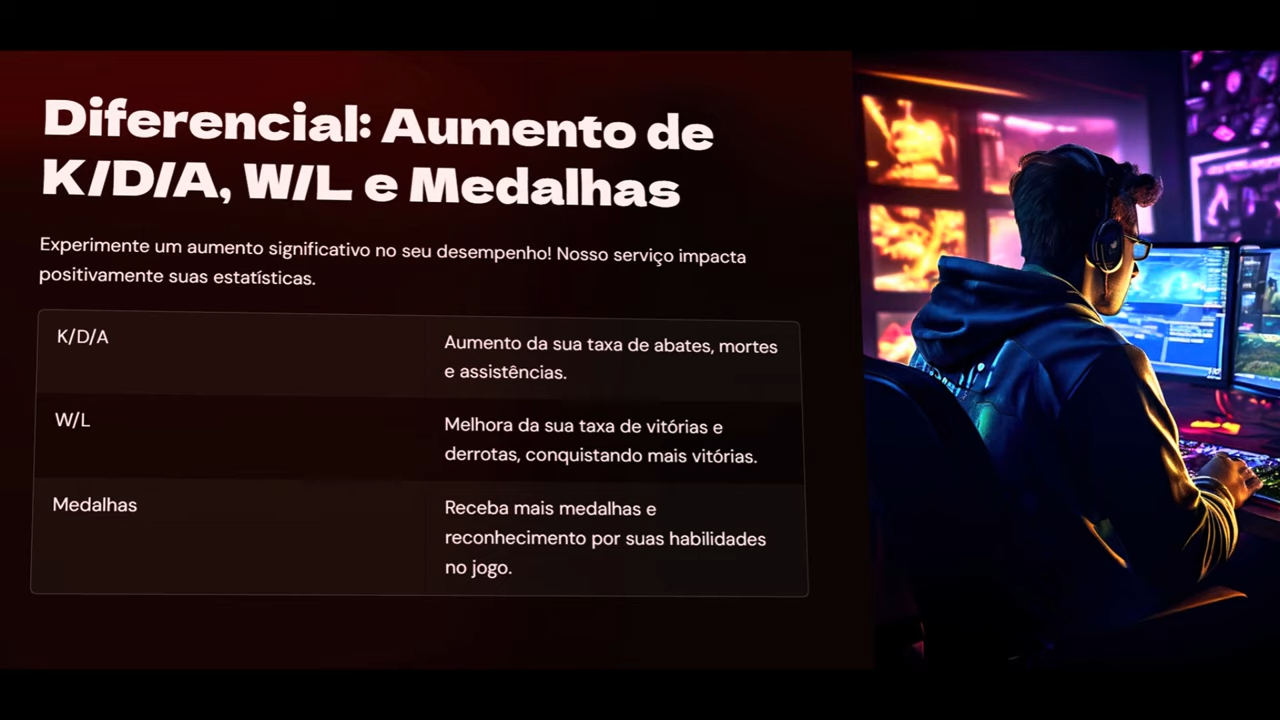 Diferencial: Aumento de
K/D/A, W/L e Medalhas
Experimente um aumento significativo no seu desempenho! Nosso serviço impacta
positivamente suas estatísticas.
K/D/A
Aumento da sua taxa de abates, mortes
e assistências.
W/L
Melhora da sua taxa de vitórias e
derrotas, conquistando mais vitórias.
Medalhas
Receba mais medalhas e
reconhecimento por suas habilidades
no jogo.